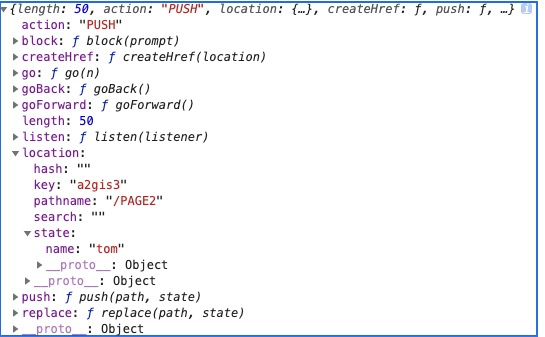 {length: 50, action: "PUSH", location: {…}, createHref: ƒ, push: ƒ, …} i
action: "PUSH"
block: ƒ block(prompt)
createHref: ƒ createHref(location)
go: ƒ go(n)
goBack: ƒ goBack()
goForward: ƒ goForward()
length: 50
listen: ƒ listen(listener)
location:
hash: ""
key: "a2gis3"
pathname: "/PAGE2"
search: ""
state:
name: "tom"
__proto__: Object
__proto__: Object
push: ƒ push(path, state)
replace: ƒ replace(path, state)
__proto__: Object